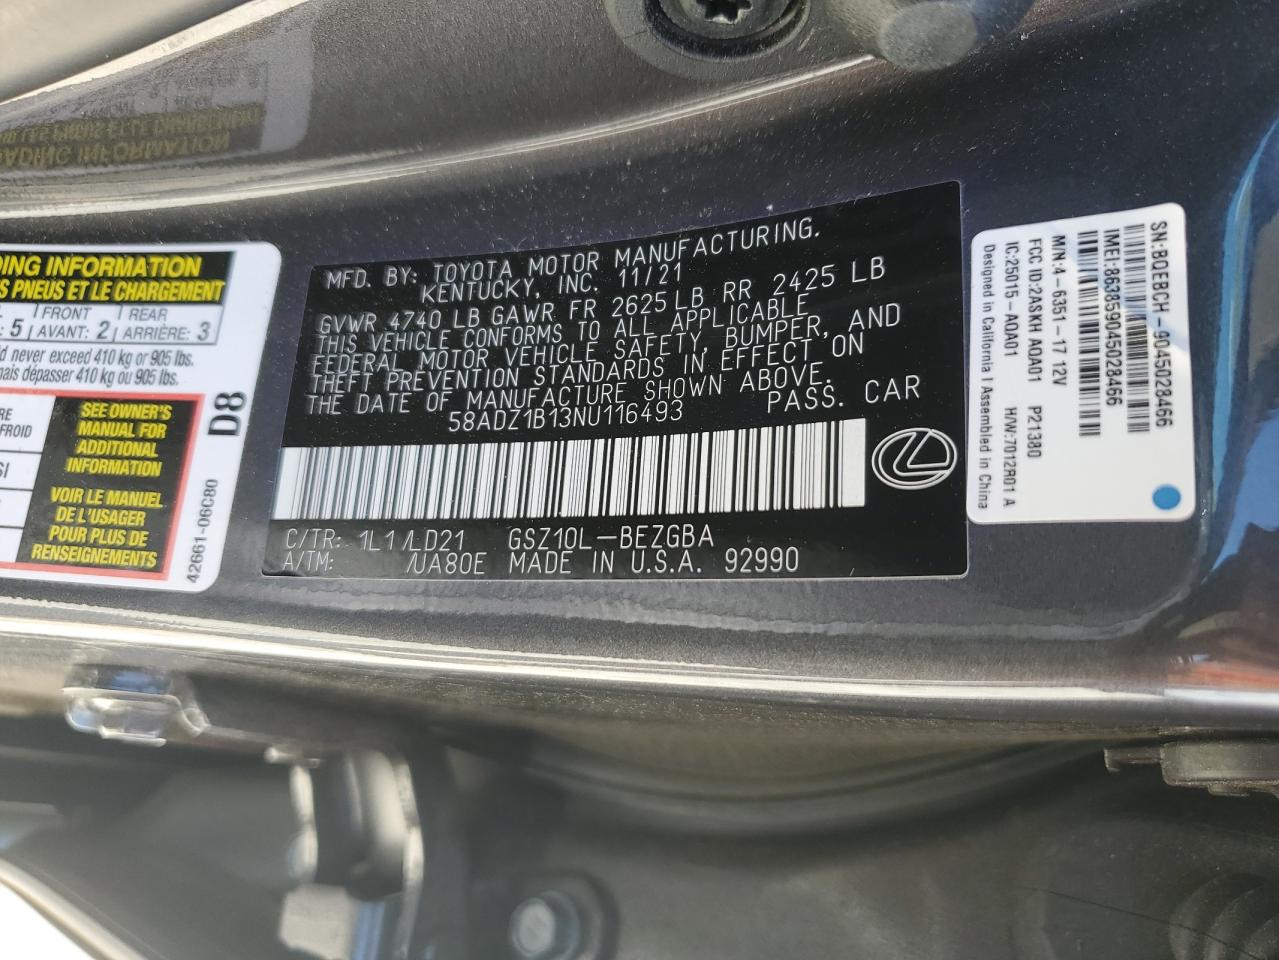 DING INFORMATION
S PNEUS ET LE CHARGEMENT
5
FRONT
AVANT: 2
REAR
ARRIÈRE: 3
d never exceed 410 kg or 905 lbs.
mais dépasser 410 kg ou 905 lbs.
RE
FROID
SI
SEE OWNER'S
MANUAL FOR
ADDITIONAL
INFORMATION
VOIR LE MANUEL
DE L'USAGER
POUR PLUS DE
RENSEIGNEMENTS
D8
42661-06C80
MFD. BY: TOYOTA MOTOR MANUFACTURING.
KENTUCKY, INC. 11/21
GVWR 4740 LB GAWR FR 2625 LB RR 2425 LB
THIS VEHICLE CONFORMS TO ALL APPLICABLE
FEDERAL MOTOR VEHICLE SAFETY, BUMPER, AND
THEFT PREVENTION STANDARDS IN EFFECT ON
THE DATE OF MANUFACTURE SHOWN ABOVE.
58ADZ1B13NU116493 PASS. CAR
C/TR: 1L1/LD21 GSZ10L-BEZGBA
A/TM: /UA80E MADE IN U.S.A. 92990
SN:BQEBCH-9045028466
IMEI:863859045028466
M/N:4-6351-17 12V
FCC ID:2ASKH AQA01 P21380
IC:25015-AQA01 H/W:7012R01 A
Designed in California | Assembled in China